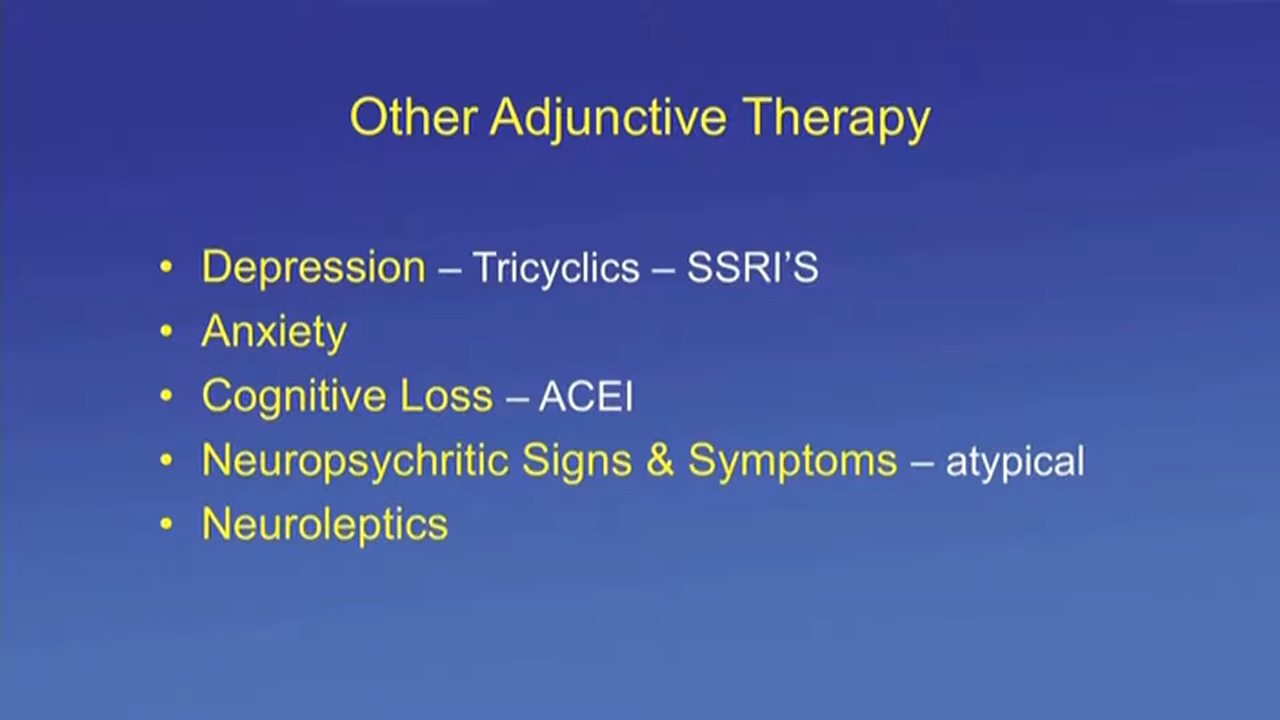 Other Adjunctive Therapy
• Depression – Tricyclics – SSRI’S
• Anxiety
• Cognitive Loss – ACEI
• Neuropsychritic Signs & Symptoms – atypical
• Neuroleptics